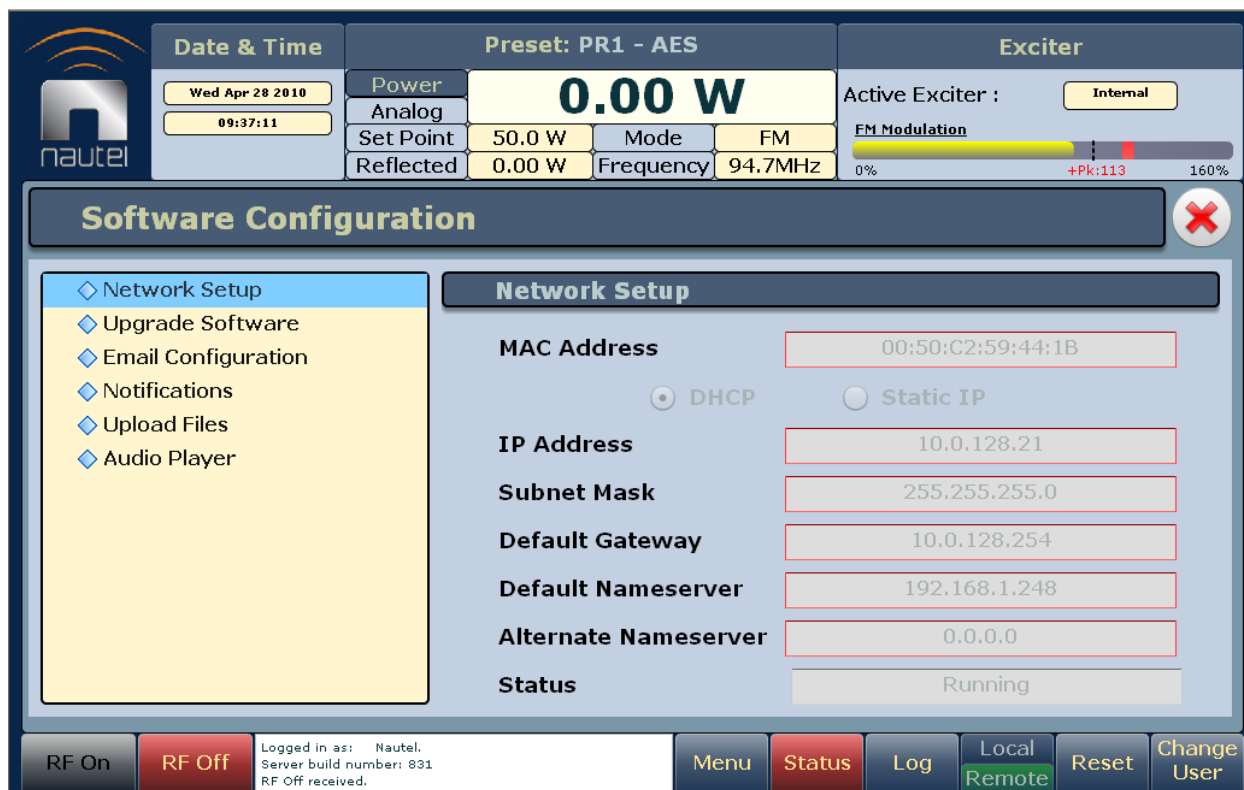 nautel
Date & Time
Wed Apr 28 2010
09:37:11
Preset: PR1 - AES
Power
Analog
0.00 W
Set Point 50.0 W Mode FM
Reflected 0.00 W Frequency 94.7MHz
Exciter
Active Exciter : Internal
FM Modulation
0% +Pk:113 160%
Software Configuration
Network Setup
Upgrade Software
Email Configuration
Notifications
Upload Files
Audio Player
Network Setup
MAC Address 00:50:C2:59:44:1B
DHCP Static IP
IP Address 10.0.128.21
Subnet Mask 255.255.255.0
Default Gateway 10.0.128.254
Default Nameserver 192.168.1.248
Alternate Nameserver 0.0.0.0
Status Running
RF On
RF Off
Logged in as: Nautel.
Server build number: 831
RF Off received.
Menu
Status
Log
Local
Remote
Reset
Change
User